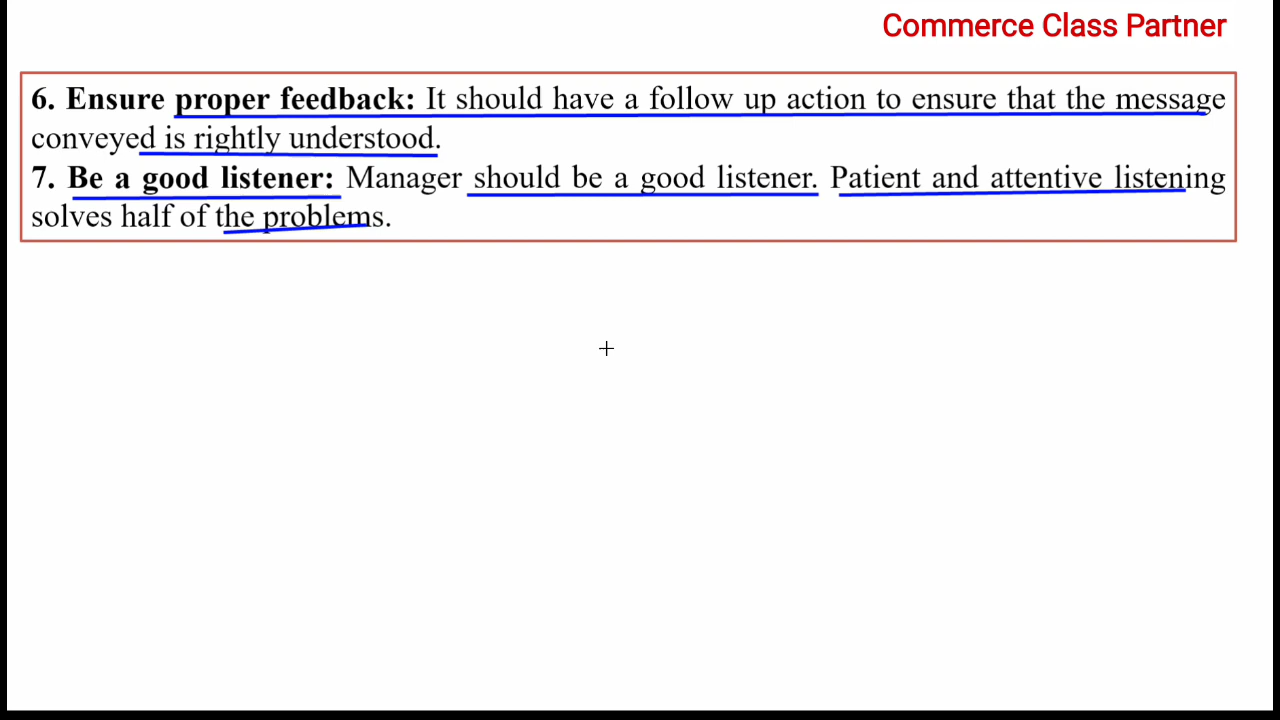 Commerce Class Partner
6. Ensure proper feedback: It should have a follow up action to ensure that the message
conveyed is rightly understood.
7. Be a good listener: Manager should be a good listener. Patient and attentive listening
solves half of the problems.